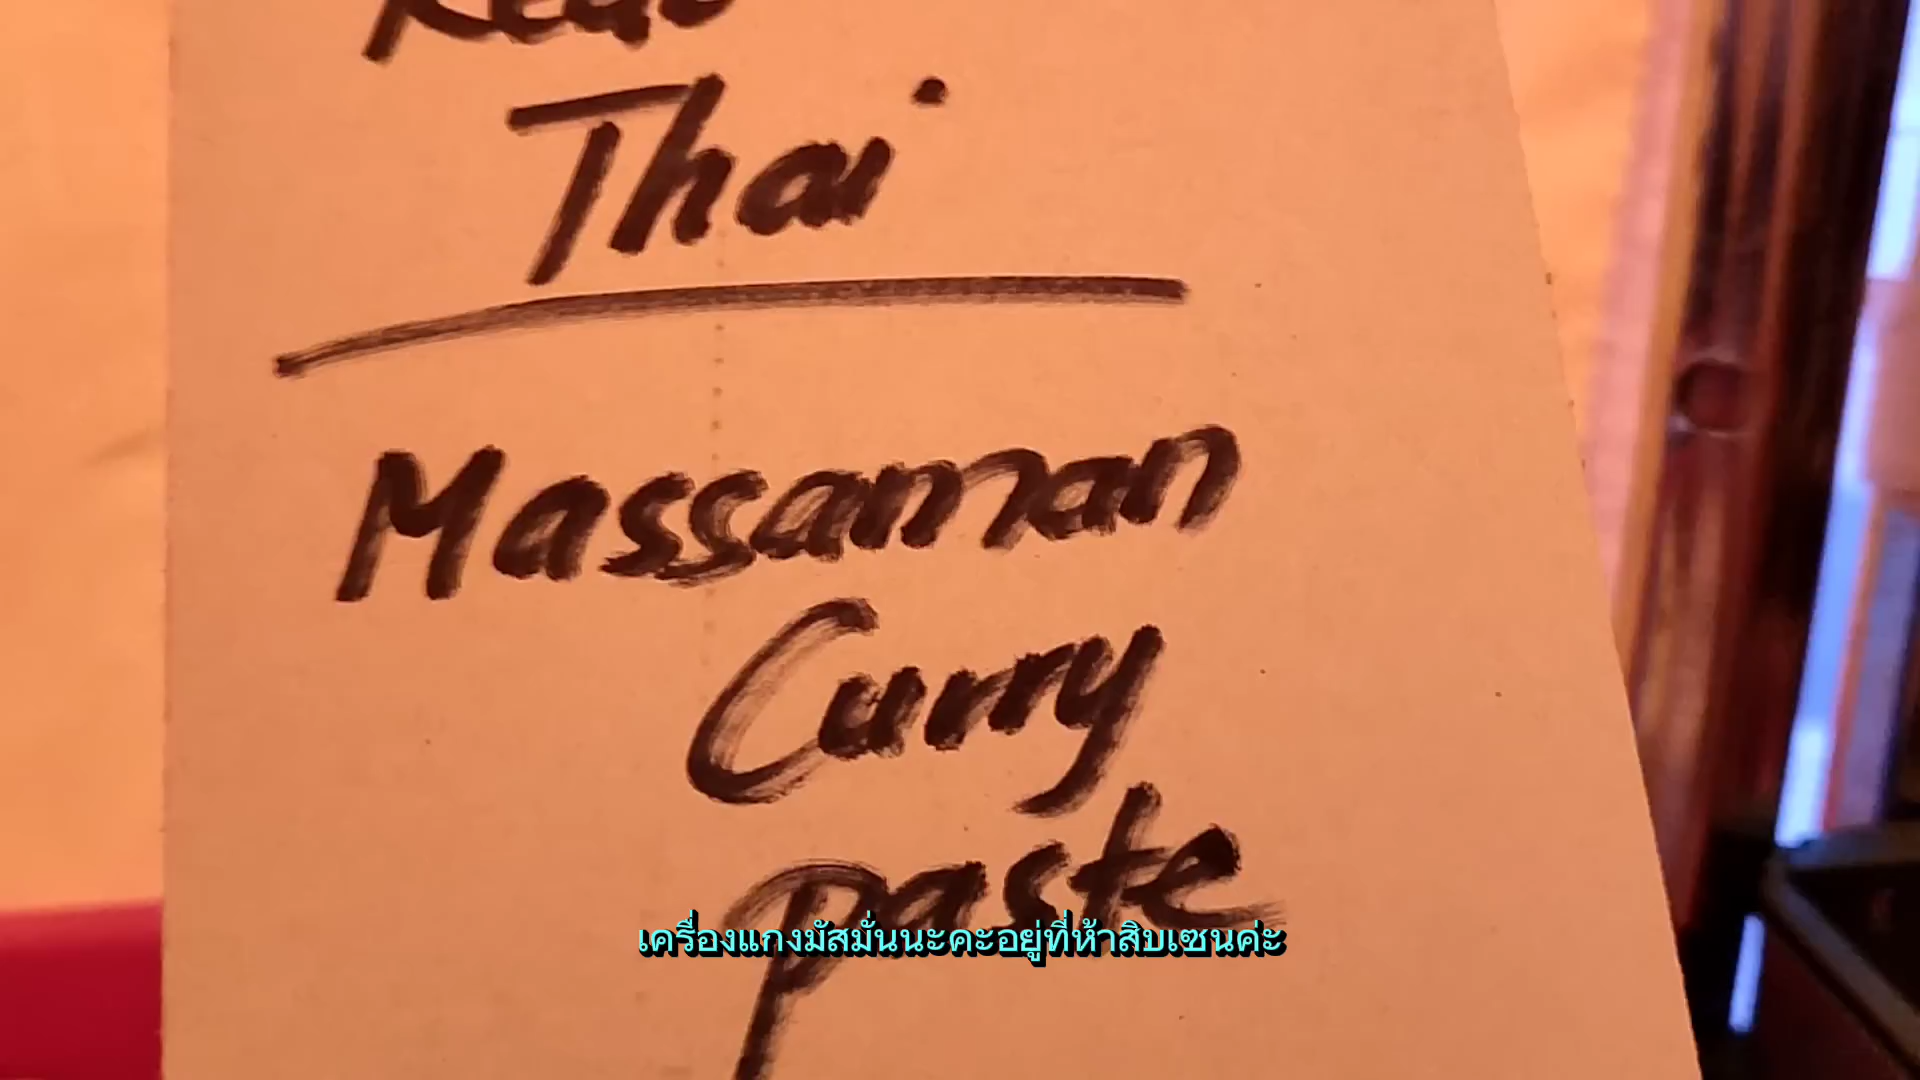 Thai
Massaman
Curry
paste
เครื่องแกงมัสมั่นนะคะอยู่ที่ห้าสิบเซนค่ะ